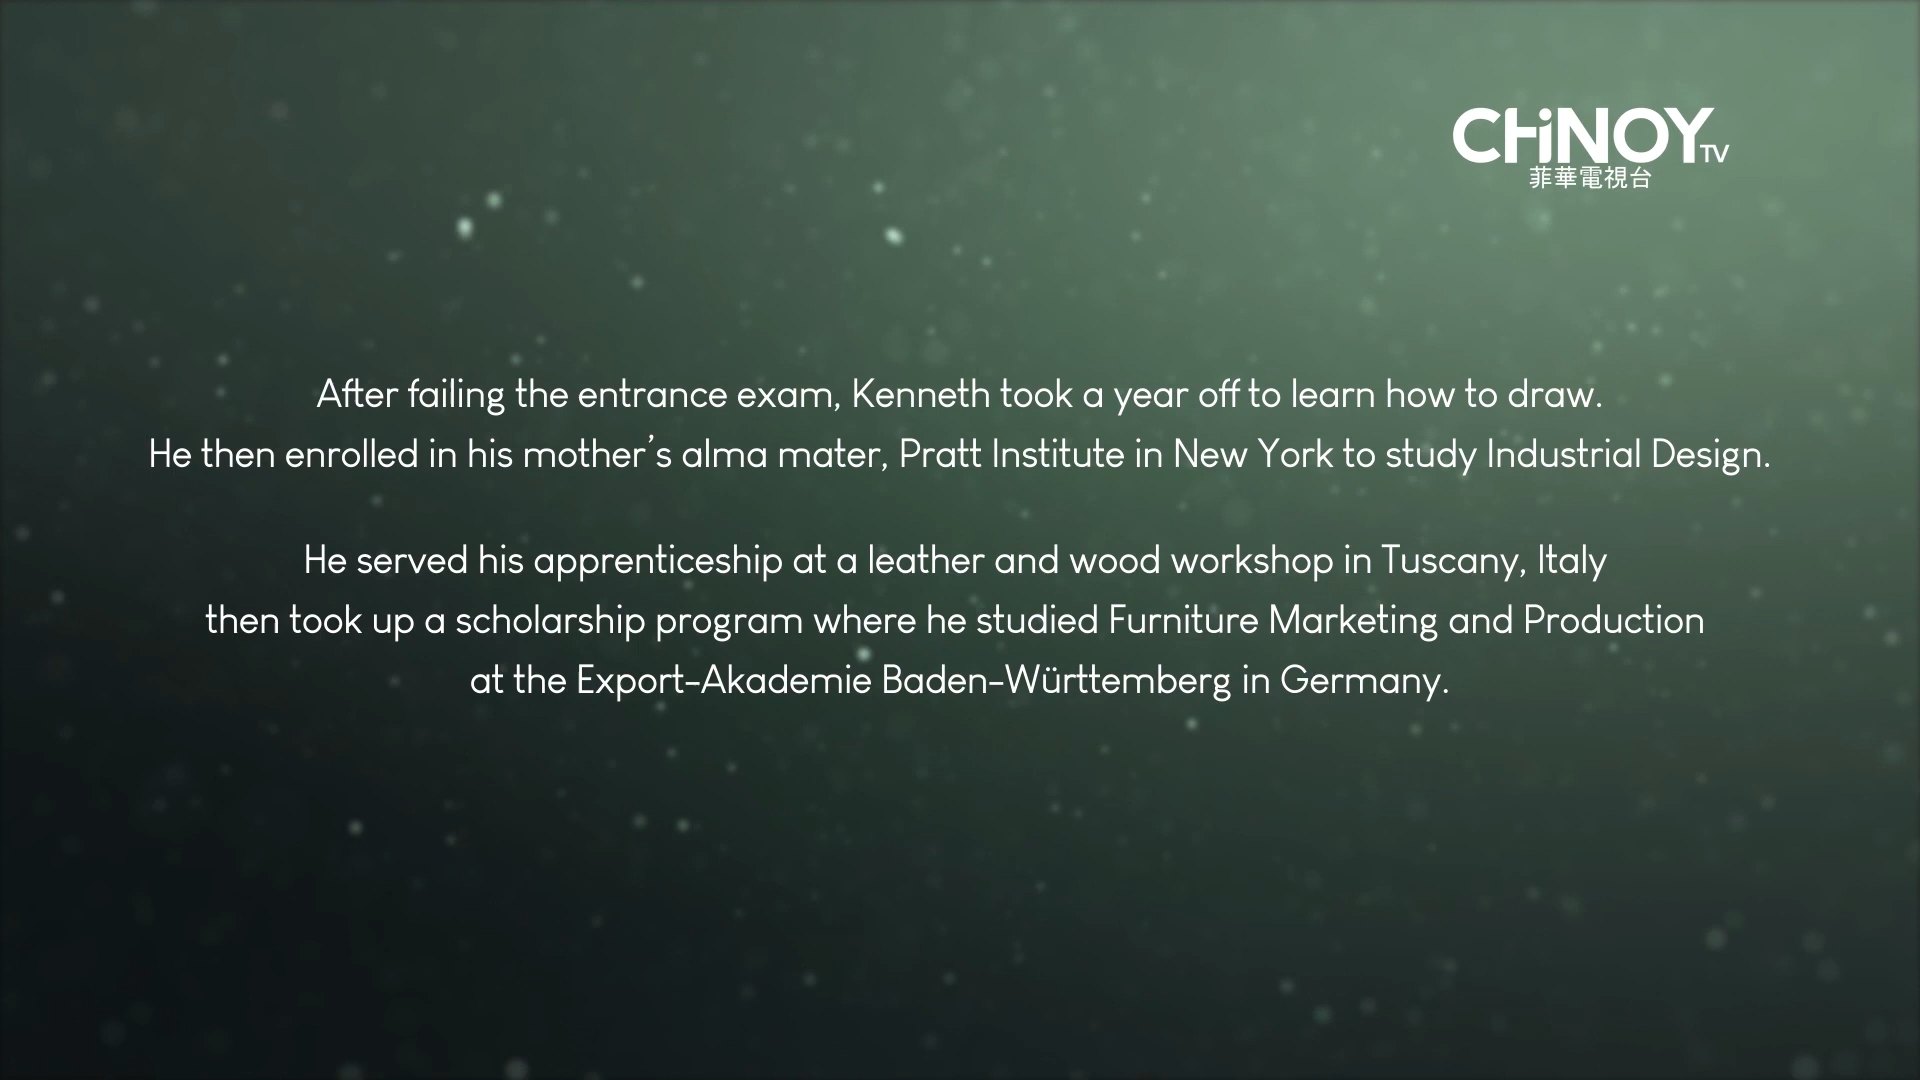 CHiNOY TV
菲華電視台
After failing the entrance exam, Kenneth took a year off to learn how to draw.
He then enrolled in his mother’s alma mater, Pratt Institute in New York to study Industrial Design.
He served his apprenticeship at a leather and wood workshop in Tuscany, Italy
then took up a scholarship program where he studied Furniture Marketing and Production
at the Export-Akademie Baden-Württemberg in Germany.